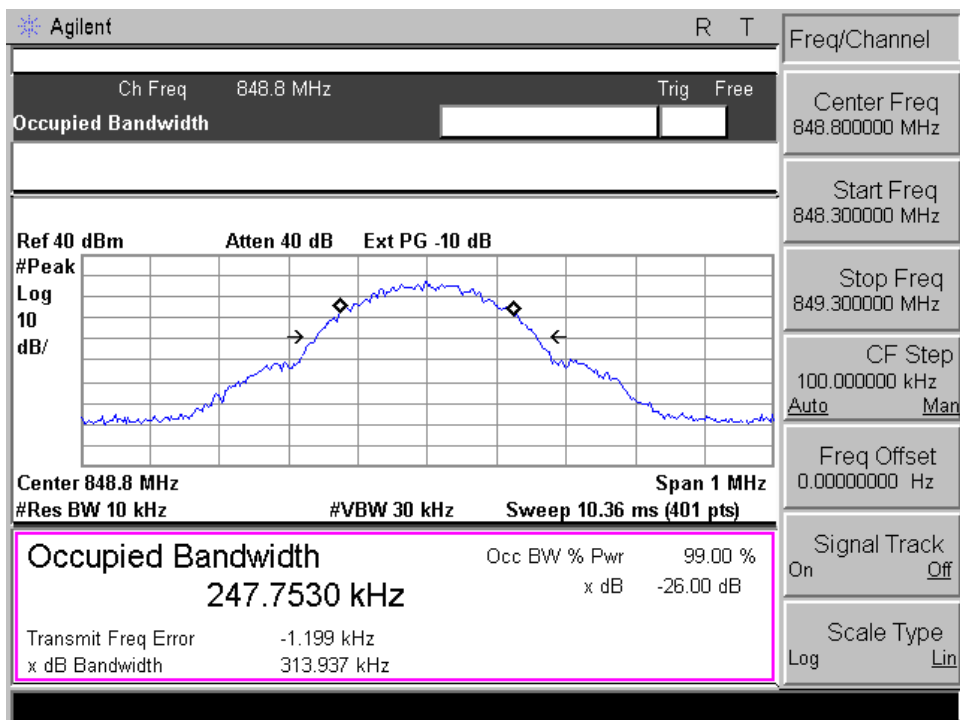 Agilent R T
Ch Freq 848.8 MHz Trig Free
Occupied Bandwidth
Ref 40 dBm Atten 40 dB Ext PG -10 dB
#Peak
Log
10
dB/
Center 848.8 MHz Span 1 MHz
#Res BW 10 kHz #VBW 30 kHz Sweep 10.36 ms (401 pts)
Occupied Bandwidth Occ BW % Pwr 99.00 %
247.7530 kHz x dB -26.00 dB
Transmit Freq Error -1.199 kHz
x dB Bandwidth 313.937 kHz
Freq/Channel
Center Freq
848.800000 MHz
Start Freq
848.300000 MHz
Stop Freq
849.300000 MHz
CF Step
100.000000 kHz
Auto Man
Freq Offset
0.00000000 Hz
Signal Track
On Off
Scale Type
Log Lin